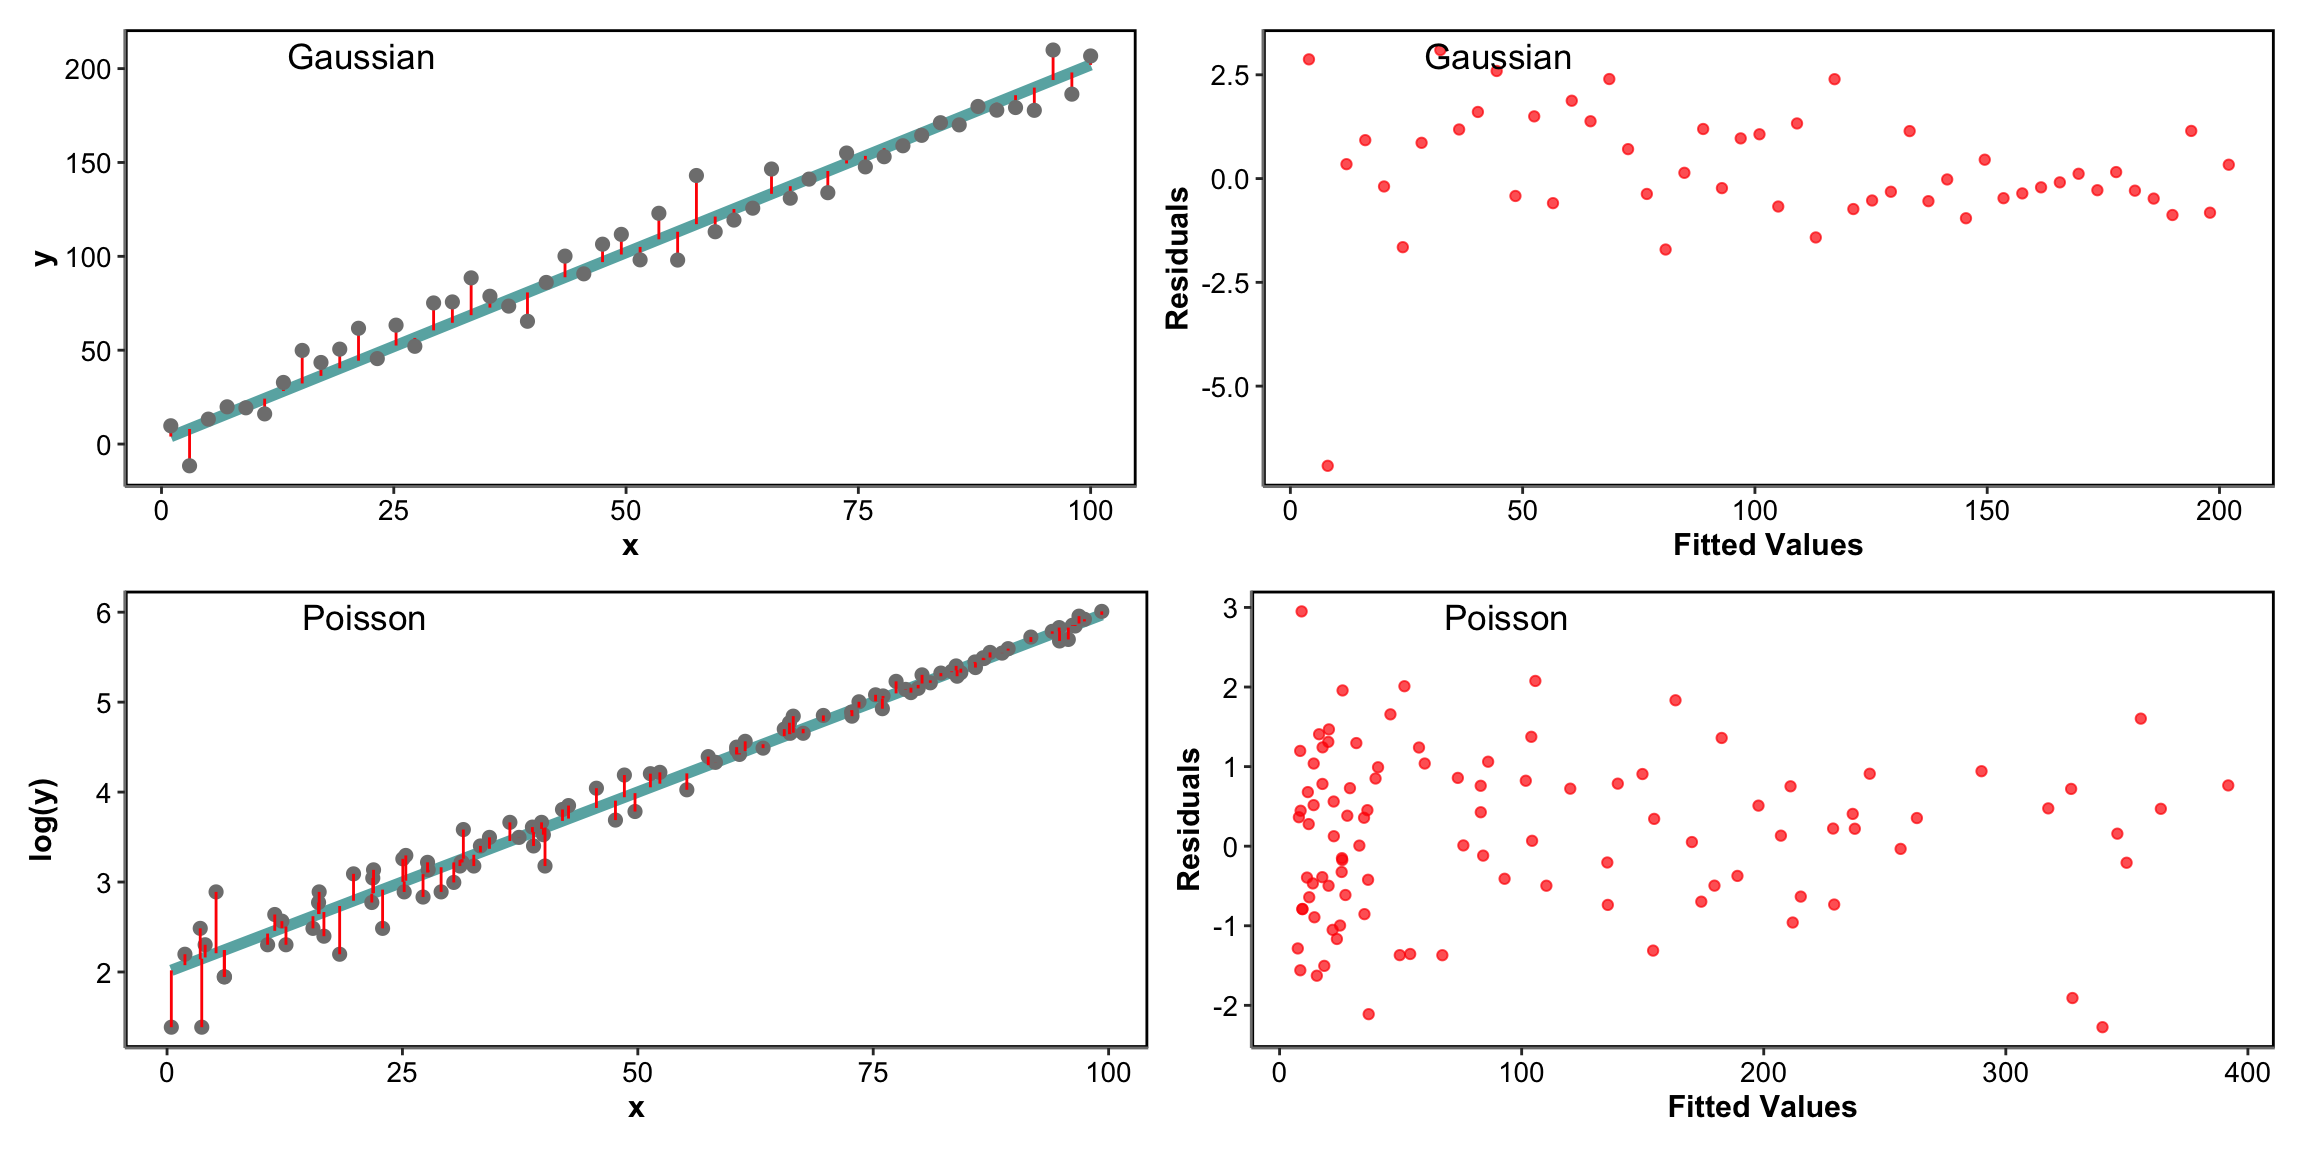 Gaussian
200
150
100
50
0
y
0 25 50 75 100
x
Gaussian
2.5
0.0
-2.5
-5.0
Residuals
0 50 100 150 200
Fitted Values
Poisson
6
5
4
3
2
log(y)
0 25 50 75 100
x
Poisson
3
2
1
0
-1
-2
Residuals
0 100 200 300 400
Fitted Values